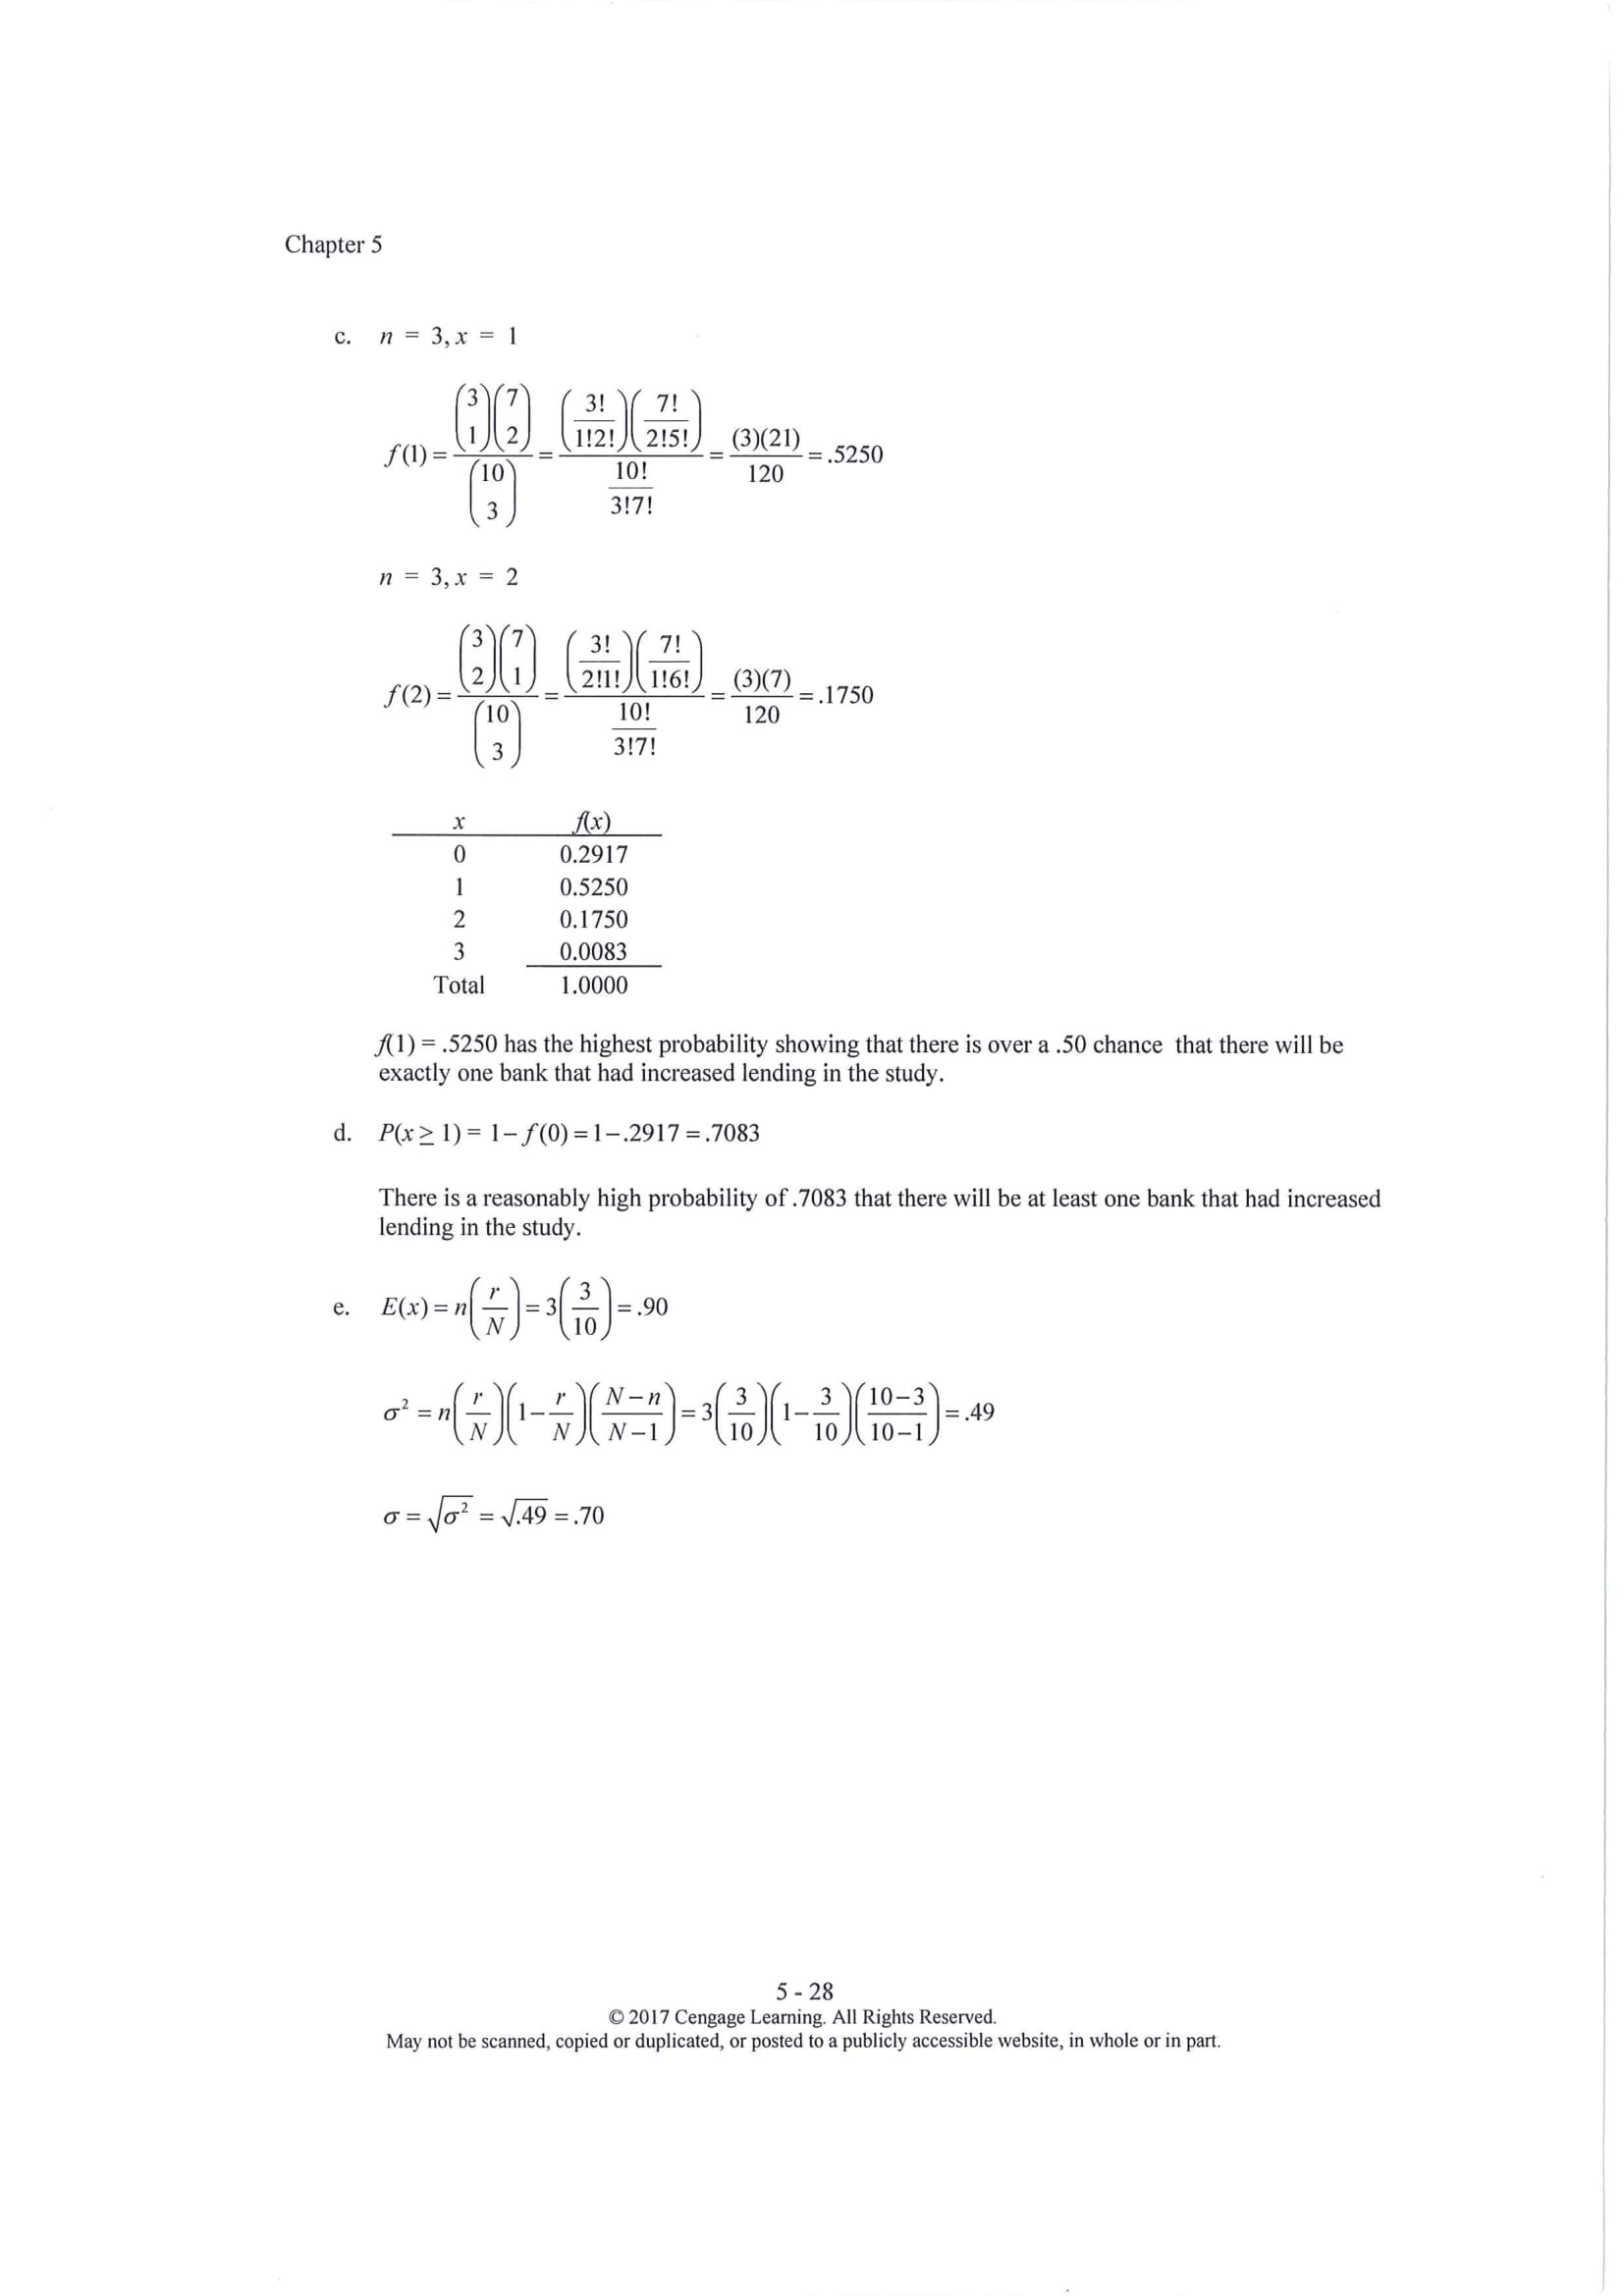 Chapter 5
c. n = 3, x = 1
f(1) = \frac{\binom{3}{1}\binom{7}{2}}{\binom{10}{3}} = \frac{\left(\frac{3!}{1!2!}\right)\left(\frac{7!}{2!5!}\right)}{\frac{10!}{3!7!}} = \frac{(3)(21)}{120} = .5250
n = 3, x = 2
f(2) = \frac{\binom{3}{2}\binom{7}{1}}{\binom{10}{3}} = \frac{\left(\frac{3!}{2!1!}\right)\left(\frac{7!}{1!6!}\right)}{\frac{10!}{3!7!}} = \frac{(3)(7)}{120} = .1750
x f(x)
0 0.2917
1 0.5250
2 0.1750
3 0.0083
Total 1.0000
f(1) = .5250 has the highest probability showing that there is over a .50 chance that there will be
exactly one bank that had increased lending in the study.
d. P(x ≥ 1) = 1 − f(0) = 1 − .2917 = .7083
There is a reasonably high probability of .7083 that there will be at least one bank that had increased
lending in the study.
e. E(x) = n\left(\frac{r}{N}\right) = 3\left(\frac{3}{10}\right) = .90
σ² = n\left(\frac{r}{N}\right)\left(1-\frac{r}{N}\right)\left(\frac{N-n}{N-1}\right) = 3\left(\frac{3}{10}\right)\left(1-\frac{3}{10}\right)\left(\frac{10-3}{10-1}\right) = .49
σ = \sqrt{σ²} = \sqrt{.49} = .70
5 - 28
© 2017 Cengage Learning. All Rights Reserved.
May not be scanned, copied or duplicated, or posted to a publicly accessible website, in whole or in part.